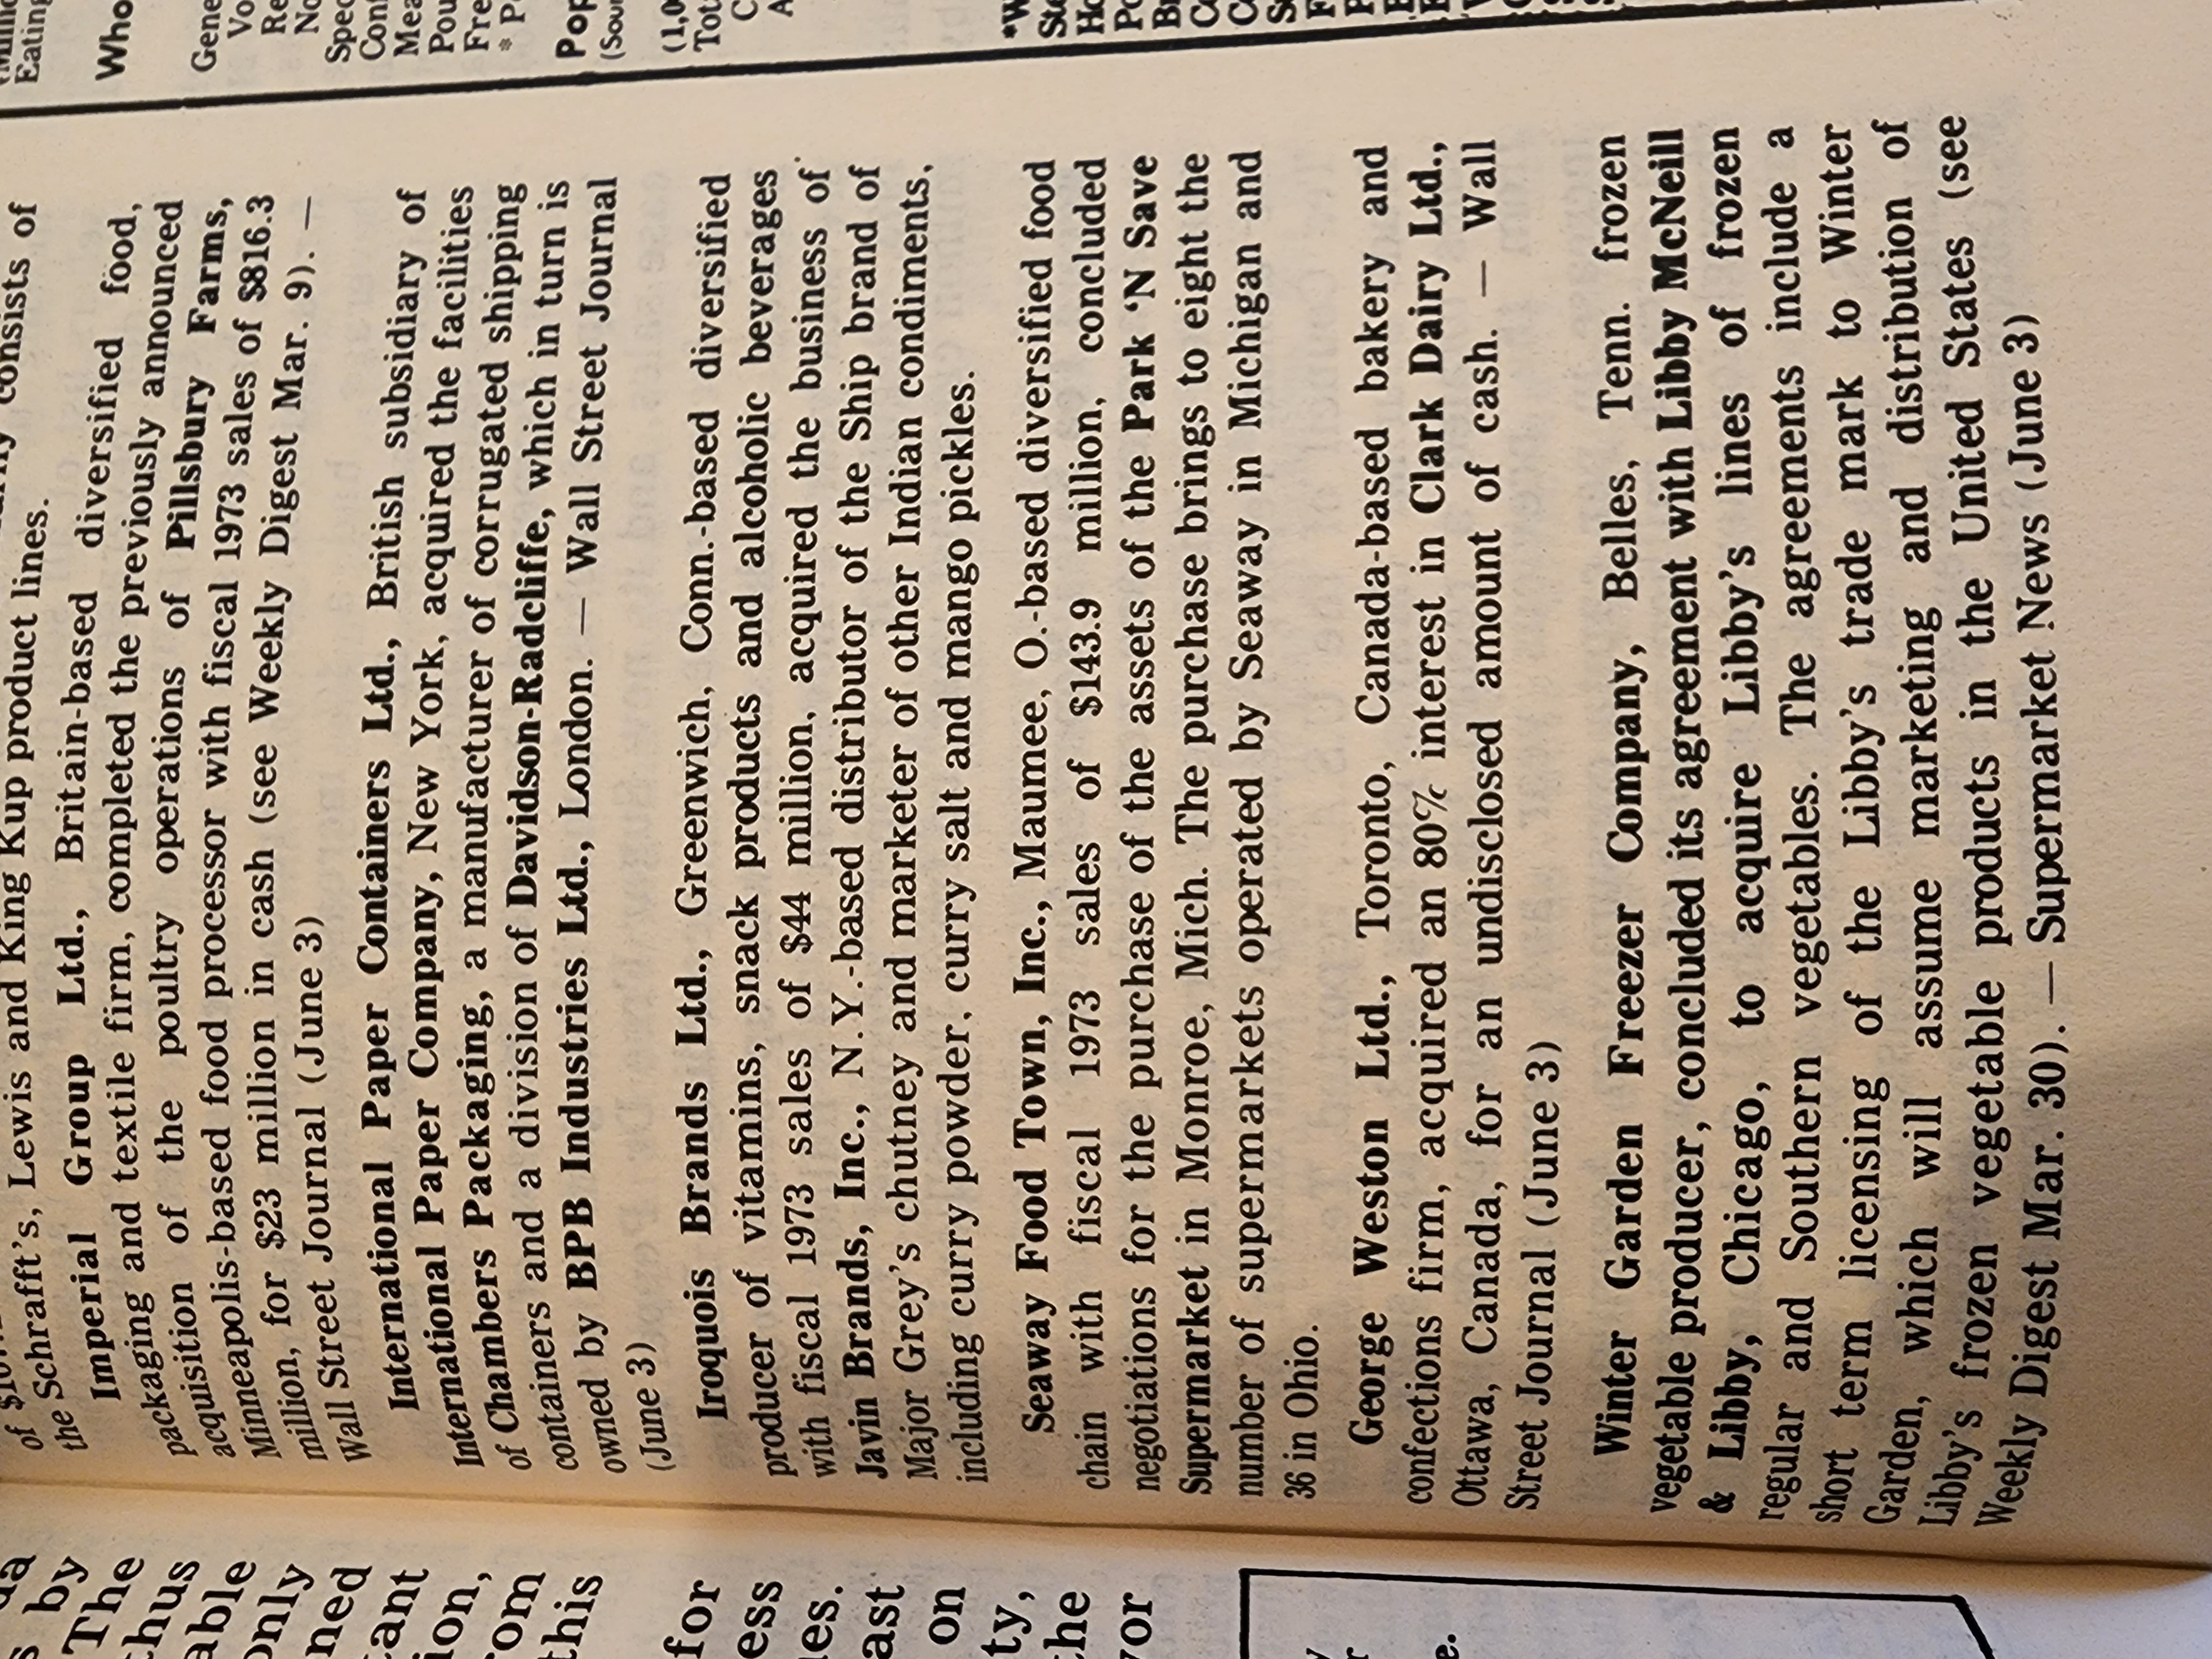 of
the Schrafft's, Lewis and King Kup product lines.
Imperial Group Ltd., Britain-based diversified food,
packaging and textile firm, completed the previously announced
acquisition of the poultry operations of Pillsbury Farms,
Minneapolis-based food processor with fiscal 1973 sales of $816.3
million, for $23 million in cash (see Weekly Digest Mar. 9). —
Wall Street Journal (June 3)
International Paper Containers Ltd., British subsidiary of
International Paper Company, New York, acquired the facilities
of Chambers Packaging, a manufacturer of corrugated shipping
containers and a division of Davidson-Radcliffe, which in turn is
owned by BPB Industries Ltd., London. — Wall Street Journal
(June 3)
Iroquois Brands Ltd., Greenwich, Conn.-based diversified
producer of vitamins, snack products and alcoholic beverages
with fiscal 1973 sales of $44 million, acquired the business of
Javin Brands, Inc., N.Y.-based distributor of the Ship brand of
Major Grey's chutney and marketer of other Indian condiments,
including curry powder, curry salt and mango pickles.
Seaway Food Town, Inc., Maumee, O.-based diversified food
chain with fiscal 1973 sales of $143.9 million, concluded
negotiations for the purchase of the assets of the Park 'N Save
Supermarket in Monroe, Mich. The purchase brings to eight the
number of supermarkets operated by Seaway in Michigan and
36 in Ohio.
George Weston Ltd., Toronto, Canada-based bakery and
confections firm, acquired an 80% interest in Clark Dairy Ltd.,
Ottawa, Canada, for an undisclosed amount of cash. — Wall
Street Journal (June 3)
Winter Garden Freezer Company, Belles, Tenn. frozen
vegetable producer, concluded its agreement with Libby McNeill
& Libby, Chicago, to acquire Libby's lines of frozen
regular and Southern vegetables. The agreements include a
short term licensing of the Libby's trade mark to Winter
Garden, which will assume marketing and distribution of
Libby's frozen vegetable products in the United States (see
Weekly Digest Mar. 30). — Supermarket News (June 3)
by
The
thus
able
only
this
for
ess
on
the
Eating
Who